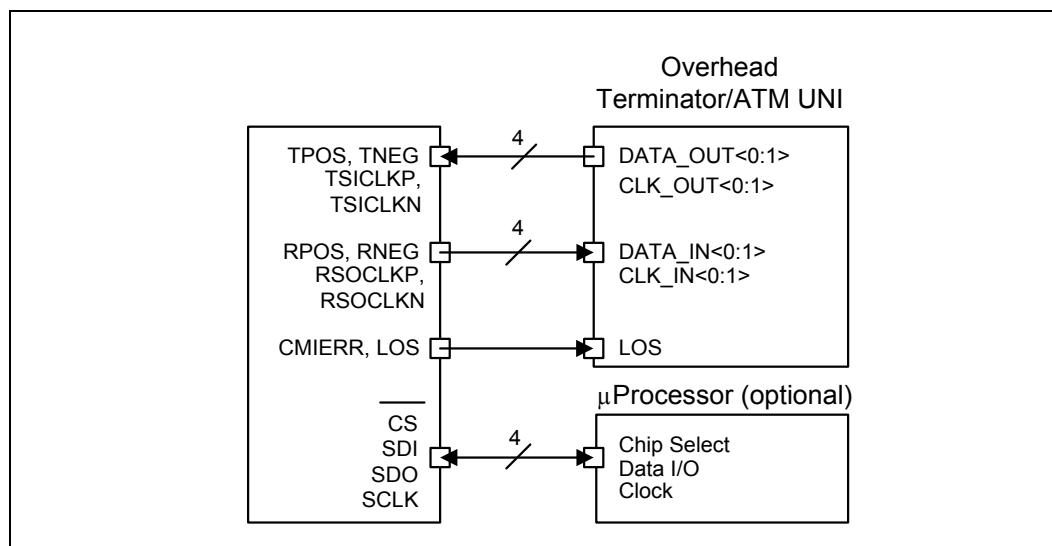 Overhead
Terminator/ATM UNI
4
TPOS, TNEG
TSICLKP,
TSICLKN
DATA_OUT<0:1>
CLK_OUT<0:1>
4
RPOS, RNEG
RSOCLKP,
RSOCLKN
DATA_IN<0:1>
CLK_IN<0:1>
CMIERR, LOS
LOS
μProcessor (optional)
4
C̅S̅
SDI
SDO
SCLK
Chip Select
Data I/O
Clock